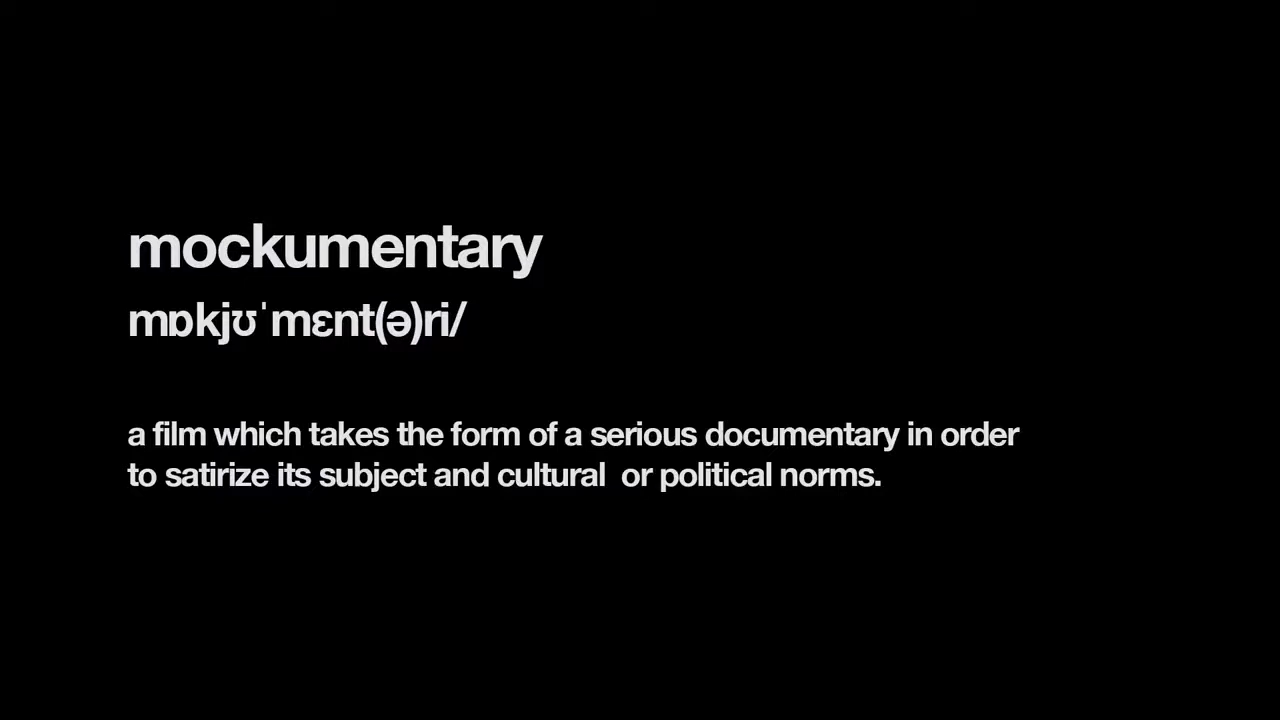 mockumentary
mɒkjʊˈmɛnt(ə)ri/
a film which takes the form of a serious documentary in order
to satirize its subject and cultural  or political norms.